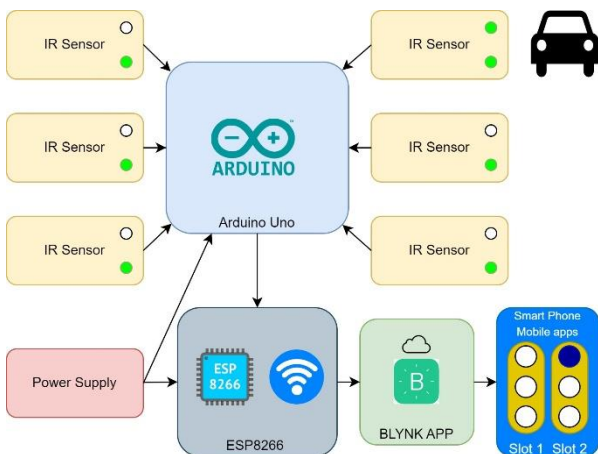 IR Sensor
IR Sensor
IR Sensor
IR Sensor
IR Sensor
IR Sensor
ARDUINO
Arduino Uno
Power Supply
ESP
8266
ESP8266
B
BLYNK APP
Smart Phone
Mobile apps
Slot 1 Slot 2